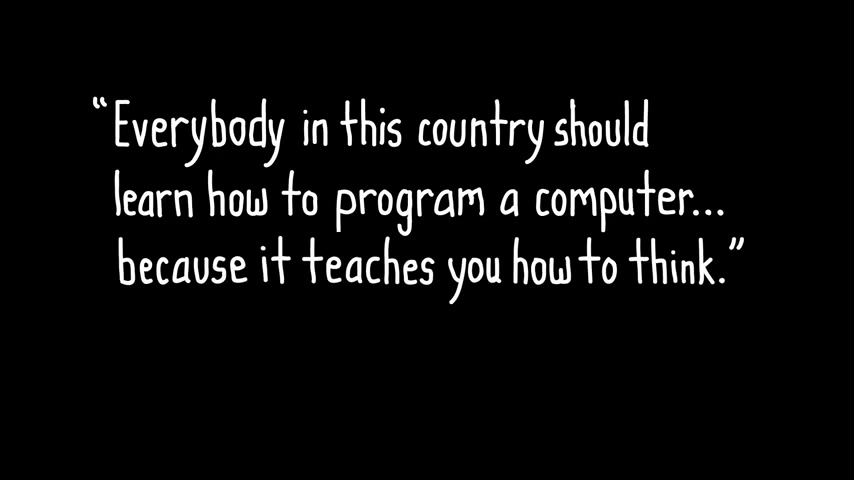 “Everybody in this country should
learn how to program a computer...
because it teaches you how to think.”